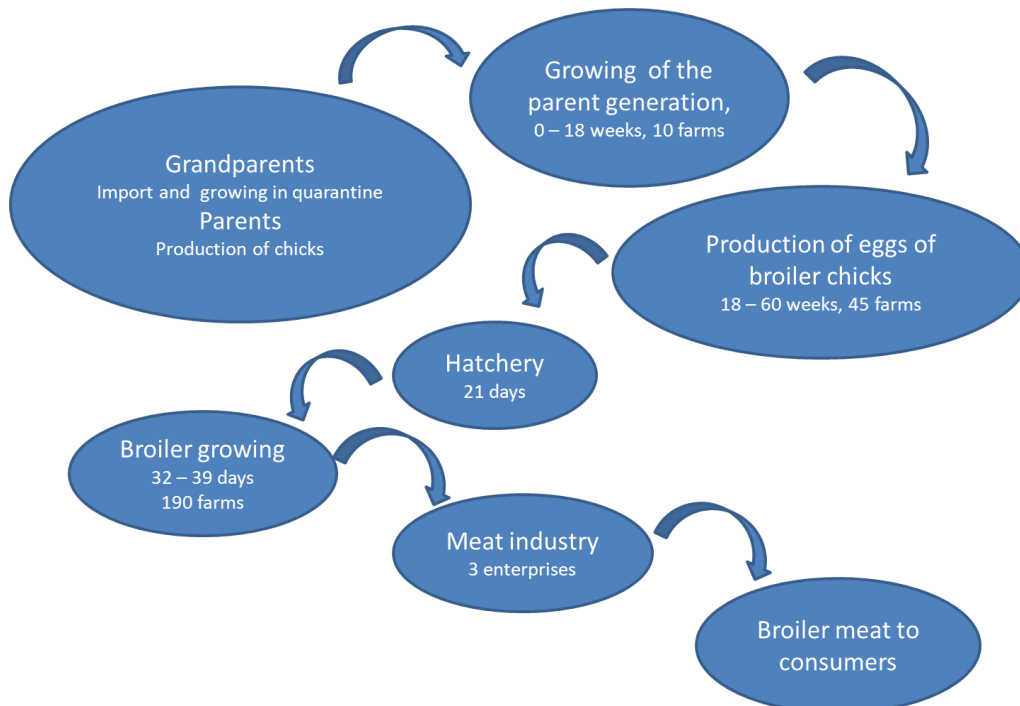 Grandparents
Import and growing in quarantine
Parents
Production of chicks
Growing of the
parent generation,
0 – 18 weeks, 10 farms
Production of eggs of
broiler chicks
18 – 60 weeks, 45 farms
Hatchery
21 days
Broiler growing
32 – 39 days
190 farms
Meat industry
3 enterprises
Broiler meat to
consumers